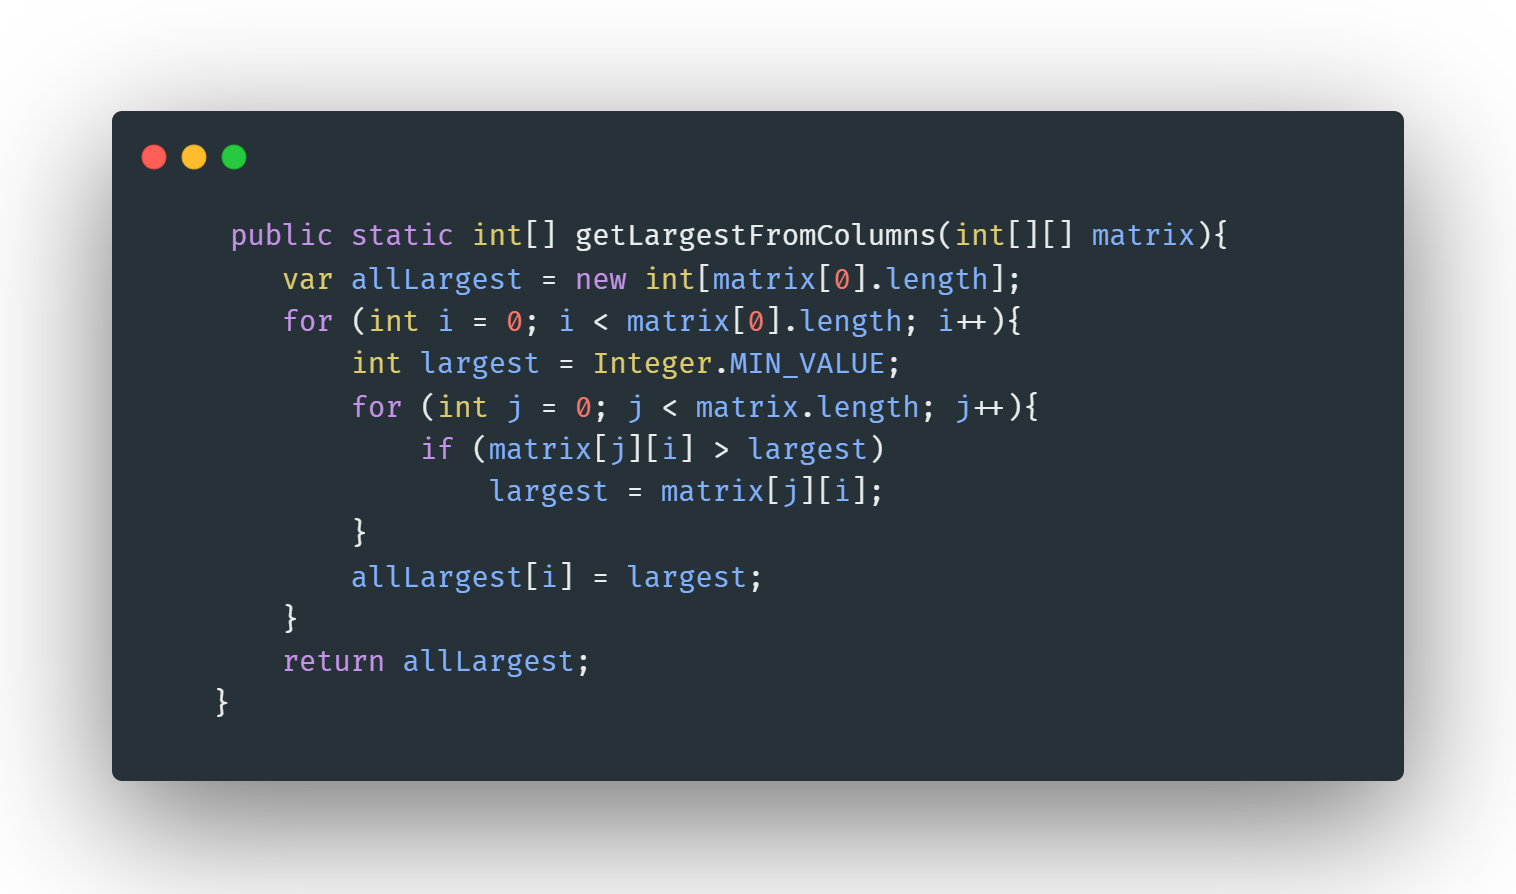 public static int[] getLargestFromColumns(int[][] matrix){
var allLargest = new int[matrix[0].length];
for (int i = 0; i < matrix[0].length; i++){
int largest = Integer.MIN_VALUE;
for (int j = 0; j < matrix.length; j++){
if (matrix[j][i] > largest)
largest = matrix[j][i];
}
allLargest[i] = largest;
}
return allLargest;
}